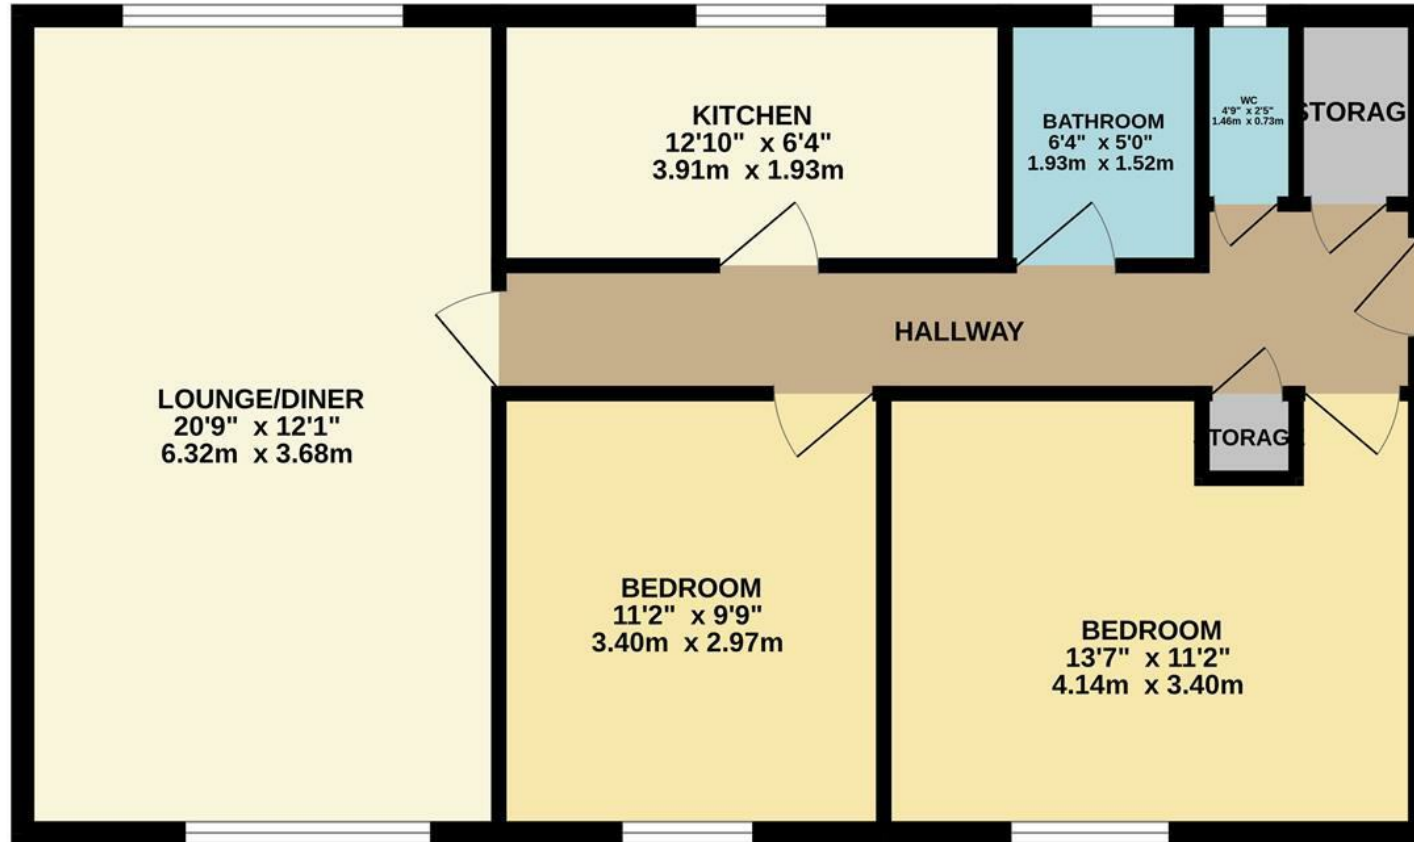 KITCHEN
12'10" x 6'4"
3.91m x 1.93m
BATHROOM
6'4" x 5'0"
1.93m x 1.52m
WC
4'9" x 2'5"
1.46m x 0.73m
STORAG
HALLWAY
LOUNGE/DINER
20'9" x 12'1"
6.32m x 3.68m
TORAG
BEDROOM
11'2" x 9'9"
3.40m x 2.97m
BEDROOM
13'7" x 11'2"
4.14m x 3.40m